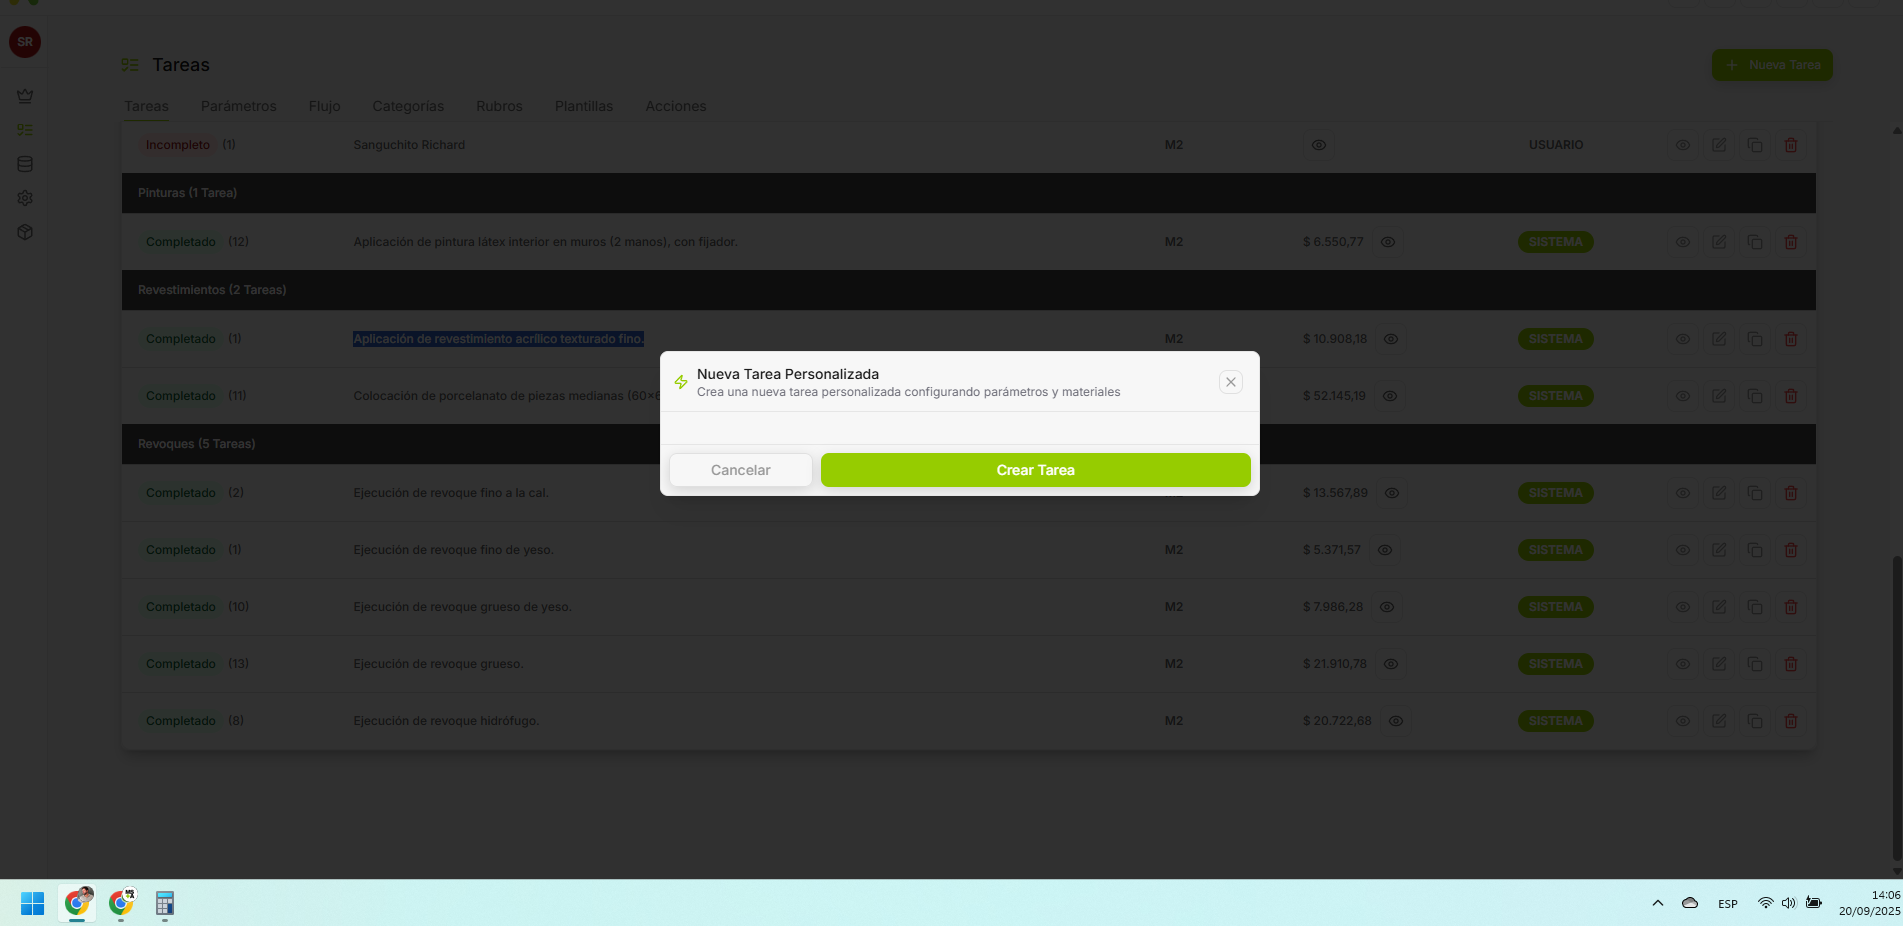 SR
Tareas
Nueva Tarea
Tareas Parámetros Flujo Categorías Rubros Plantillas Acciones
Incompleto (1) Sanguchito Richard M2 USUARIO
Pinturas (1 Tarea)
Completado (12) Aplicación de pintura látex interior en muros (2 manos), con fijador. M2 $ 6.550,77 SISTEMA
Revestimientos (2 Tareas)
Completado (1) Aplicación de revestimiento acrílico texturado fino. M2 $ 10.908,18 SISTEMA
Nueva Tarea Personalizada
Crea una nueva tarea personalizada configurando parámetros y materiales
Completado (11) Colocación de porcelanato de piezas medianas (60x6 $ 52.145,19 SISTEMA
Revoques (5 Tareas)
Cancelar Crear Tarea
Completado (2) Ejecución de revoque fino a la cal. $ 13.567,89 SISTEMA
Completado (1) Ejecución de revoque fino de yeso. M2 $ 5.371,57 SISTEMA
Completado (10) Ejecución de revoque grueso de yeso. M2 $ 7.986,28 SISTEMA
Completado (13) Ejecución de revoque grueso. M2 $ 21.910,78 SISTEMA
Completado (8) Ejecución de revoque hidrófugo. M2 $ 20.722,68 SISTEMA
ESP
14:06
20/09/2025